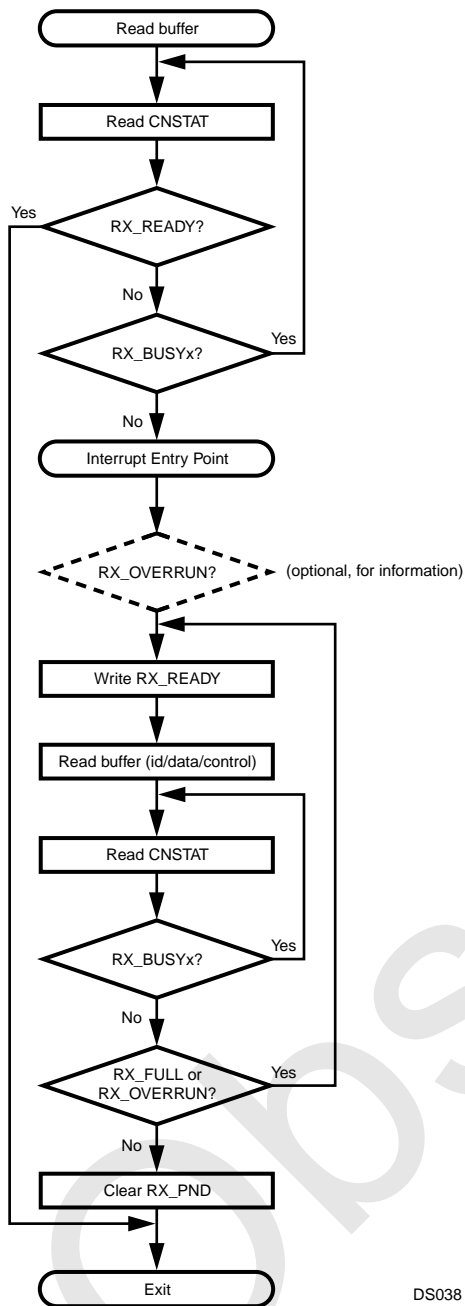 Read buffer
Read CNSTAT
Yes
RX_READY?
No
RX_BUSYx?
Yes
No
Interrupt Entry Point
RX_OVERRUN?
(optional, for information)
Write RX_READY
Read buffer (id/data/control)
Read CNSTAT
RX_BUSYx?
Yes
No
RX_FULL or
RX_OVERRUN?
Yes
No
Clear RX_PND
Exit
DS038
Obs